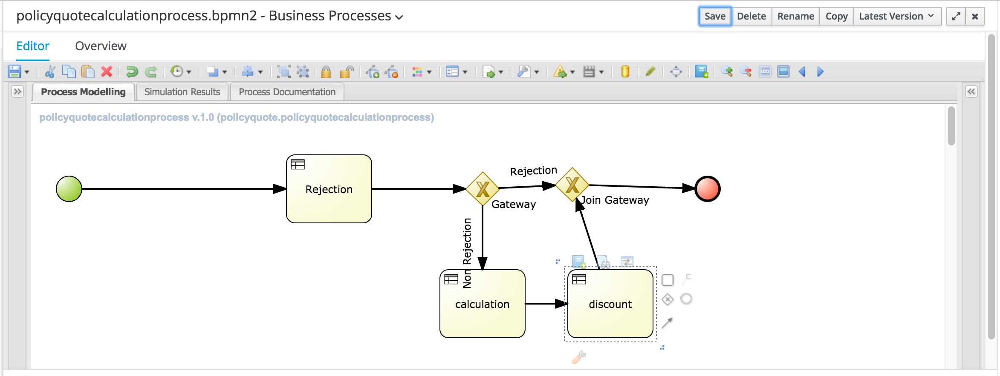 policyquotecalculationprocess.bpmn2 - Business Processes
Save Delete Rename Copy Latest Version
Editor Overview
Process Modelling Simulation Results Process Documentation
policyquotecalculationprocess v.1.0 (policyquote.policyquotecalculationprocess)
Rejection
Rejection
Gateway
Join Gateway
Non Rejection
calculation
discount